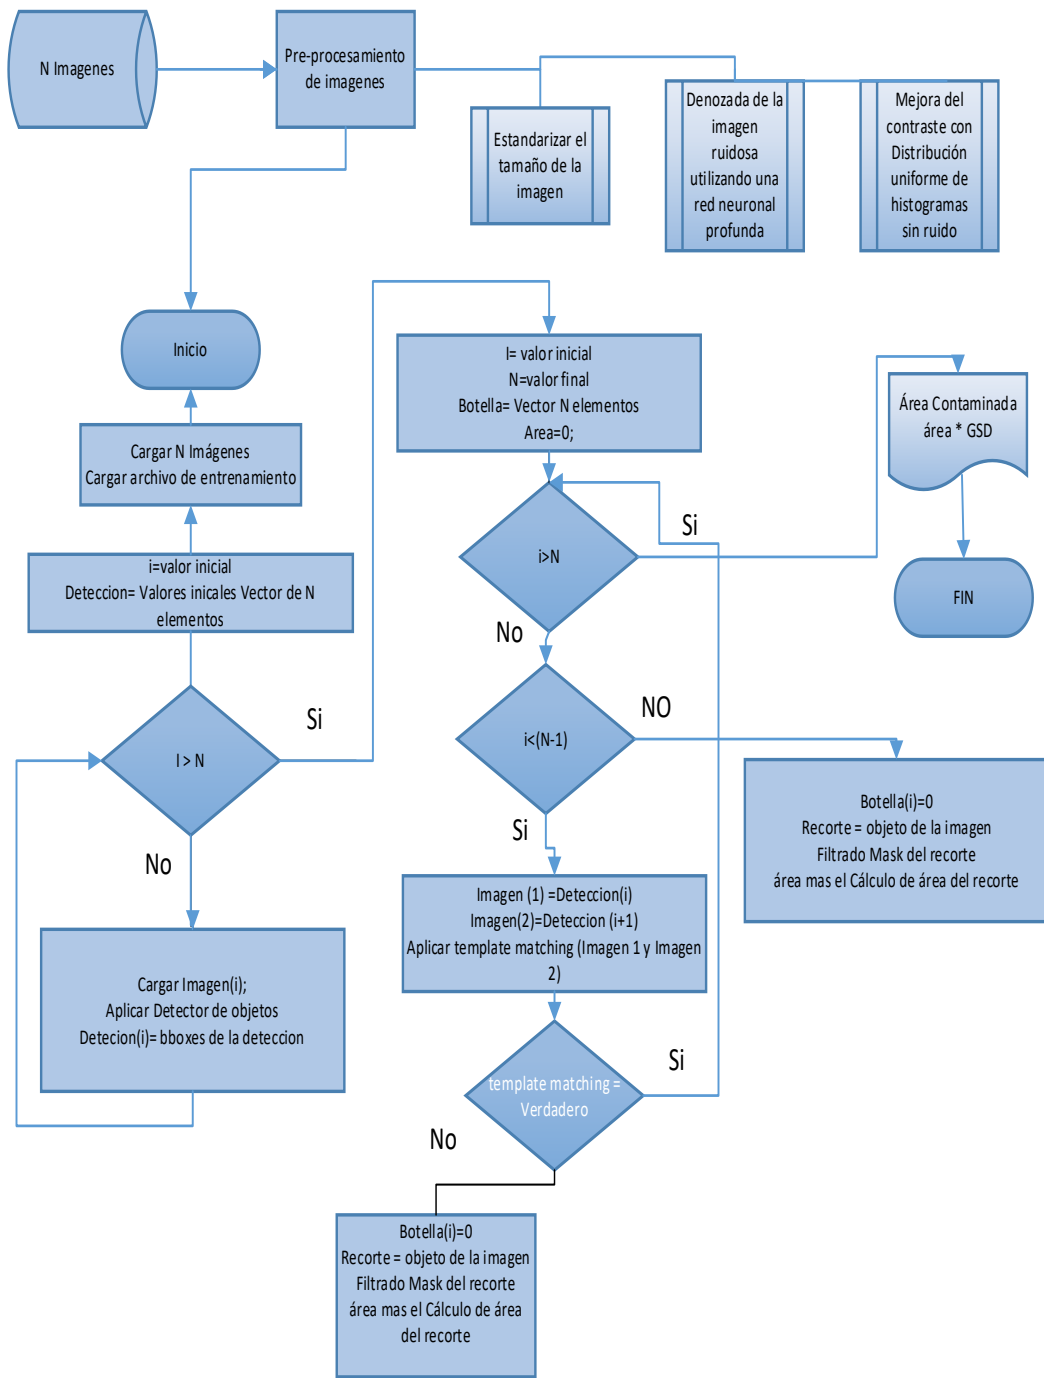 N Imagenes
Pre-procesamiento
de imagenes
Estandarizar el
tamaño de la
imagen
Denozada de la
imagen
ruidosa
utilizando una
red neuronal
profunda
Mejora del
contraste con
Distribución
uniforme de
histogramas
sin ruido
Inicio
Cargar N Imágenes
Cargar archivo de entrenamiento
i=valor inicial
Deteccion= Valores inicales Vector de N
elementos
I > N
Si
No
Cargar Imagen(i);
Aplicar Detector de objetos
Detecion(i)= bboxes de la deteccion
I= valor inicial
N=valor final
Botella= Vector N elementos
Area=0;
i>N
Si
No
Área Contaminada
área * GSD
FIN
i<(N-1)
NO
Si
Botella(i)=0
Recorte = objeto de la imagen
Filtrado Mask del recorte
área mas el Cálculo de área del recorte
Imagen (1) =Deteccion(i)
Imagen(2)=Deteccion (i+1)
Aplicar template matching (Imagen 1 y Imagen
2)
template matching =
Verdadero
Si
No
Botella(i)=0
Recorte = objeto de la imagen
Filtrado Mask del recorte
área mas el Cálculo de área
del recorte